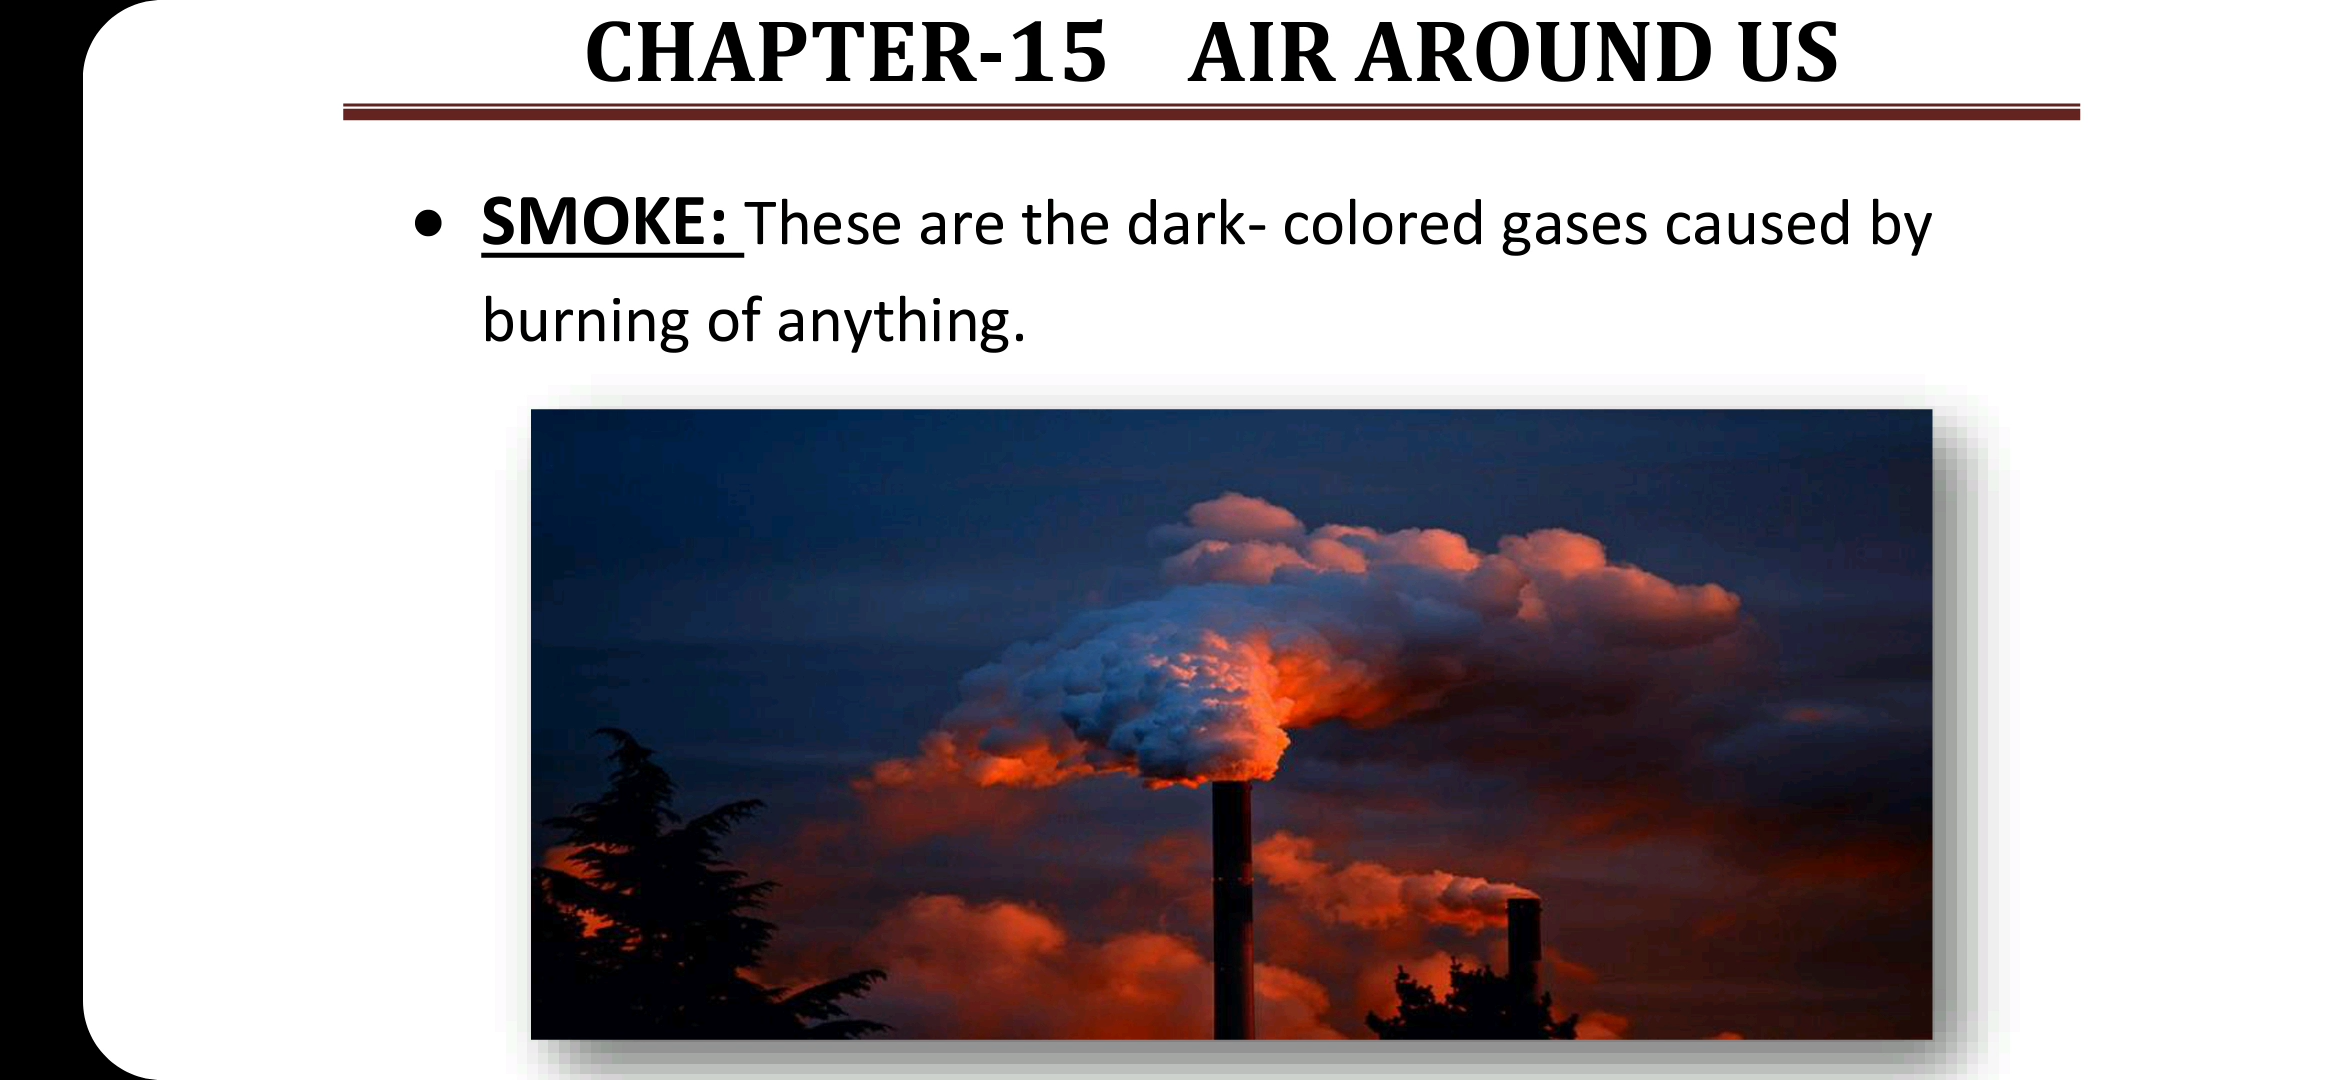 CHAPTER-15 AIR AROUND US
• SMOKE: These are the dark- colored gases caused by
burning of anything.